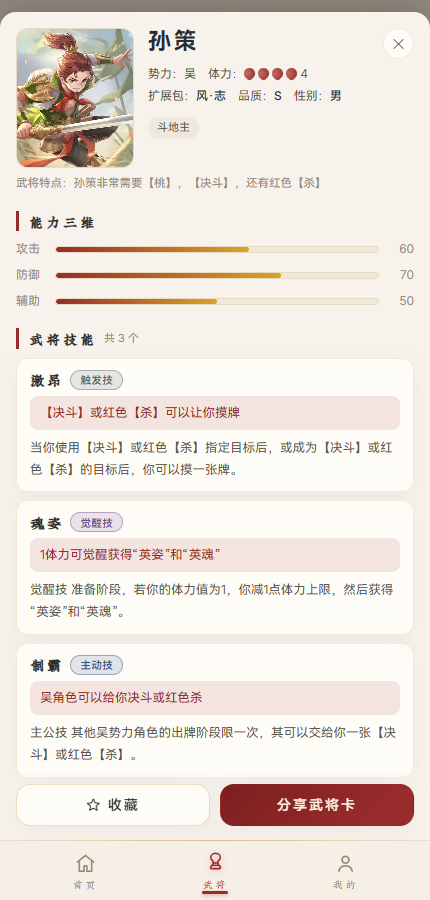 孙策
势力: 吴 体力: 4
扩展包: 风·志 品质: S 性别: 男
斗地主
武将特点: 孙策非常需要【桃】, 【决斗】, 还有红色【杀】
能力三维
攻击 60
防御 70
辅助 50
武将技能 共 3 个
激昂 触发技
【决斗】或红色【杀】可以让你摸牌
当你使用【决斗】或红色【杀】指定目标后, 或成为【决斗】或红
色【杀】的目标后, 你可以摸一张牌。
魂姿 觉醒技
1体力可觉醒获得“英姿”和“英魂”
觉醒技 准备阶段, 若你的体力值为1, 你减1点体力上限, 然后获得
“英姿”和“英魂”。
制霸 主动技
吴角色可以给你决斗或红色杀
主公技 其他吴势力角色的出牌阶段限一次, 其可以交给你一张【决
斗】或红色【杀】。
收藏 分享武将卡
首页 武将 我的